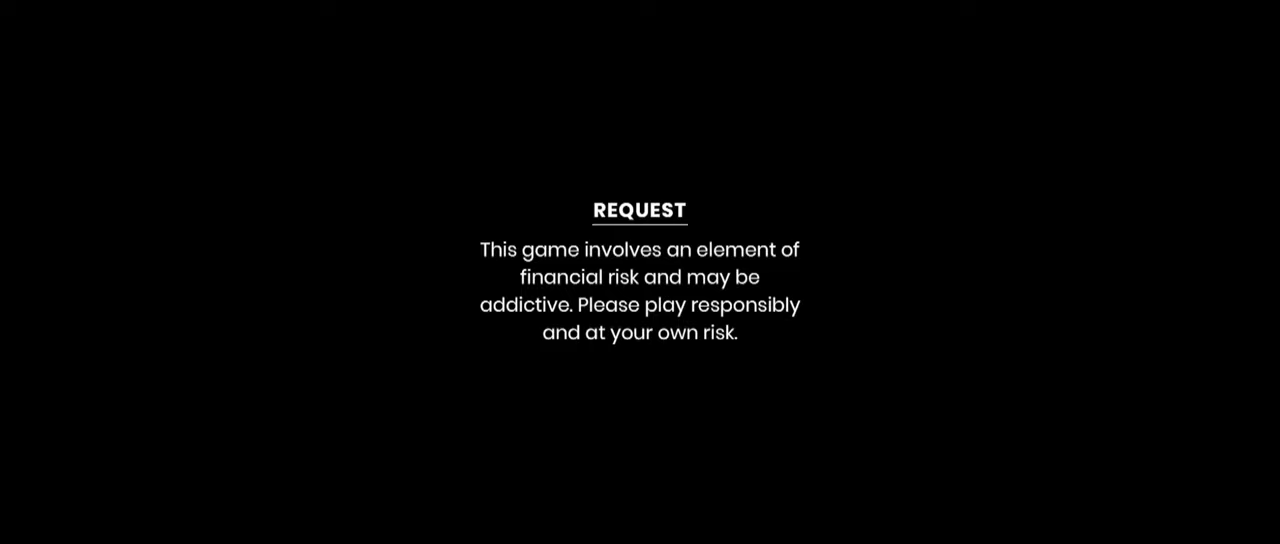 REQUEST
This game involves an element of
financial risk and may be
addictive. Please play responsibly
and at your own risk.